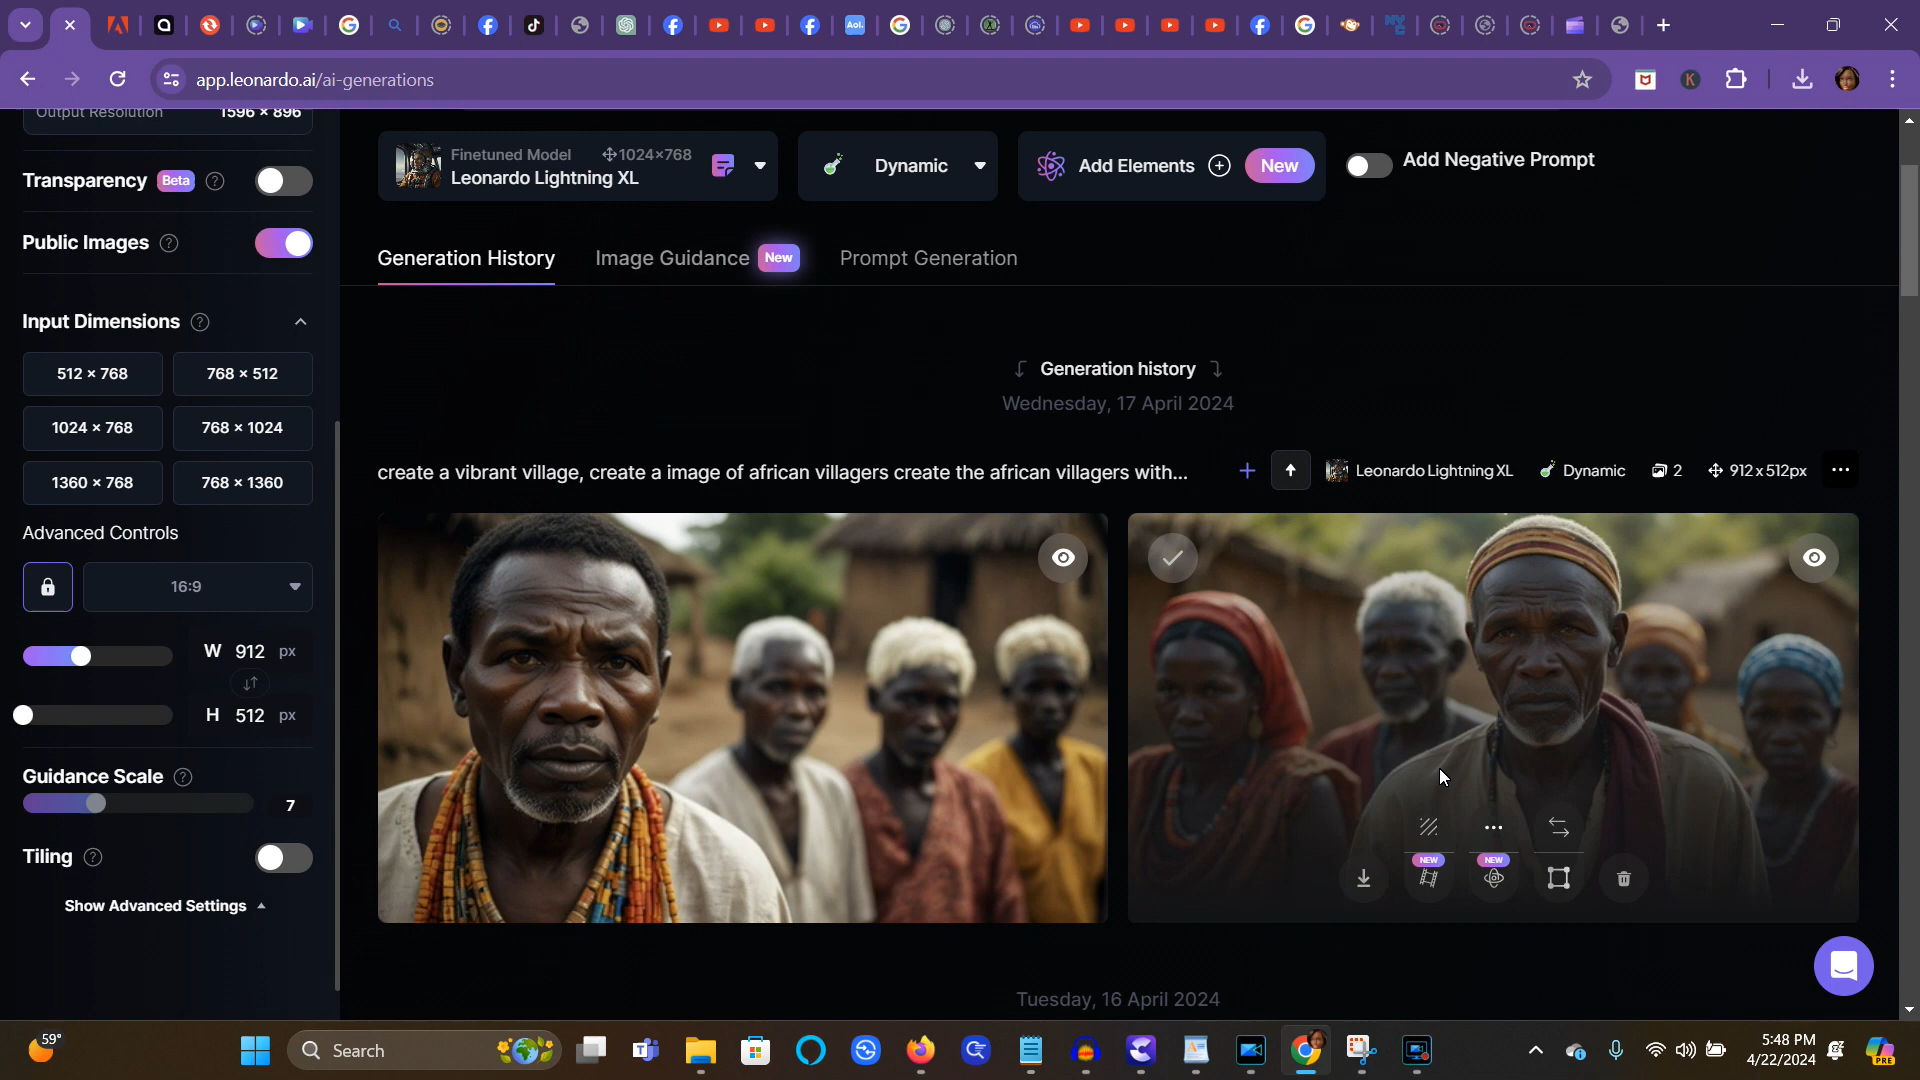 app.leonardo.ai/ai-generations
Output Resolution 1596 × 896
Transparency Beta
Public Images
Input Dimensions
512 × 768
768 × 512
1024 × 768
768 × 1024
1360 × 768
768 × 1360
Advanced Controls
16:9
W 912 px
H 512 px
Guidance Scale
7
Tiling
Show Advanced Settings
Finetuned Model 1024×768
Leonardo Lightning XL
Dynamic
Add Elements New
Add Negative Prompt
Generation History
Image Guidance New
Prompt Generation
Generation history
Wednesday, 17 April 2024
create a vibrant village, create a image of african villagers create the african villagers with...
Leonardo Lightning XL Dynamic 2 912 x 512px
NEW
NEW
Tuesday, 16 April 2024
59°
Search
5:48 PM
4/22/2024
PRE
Aol.